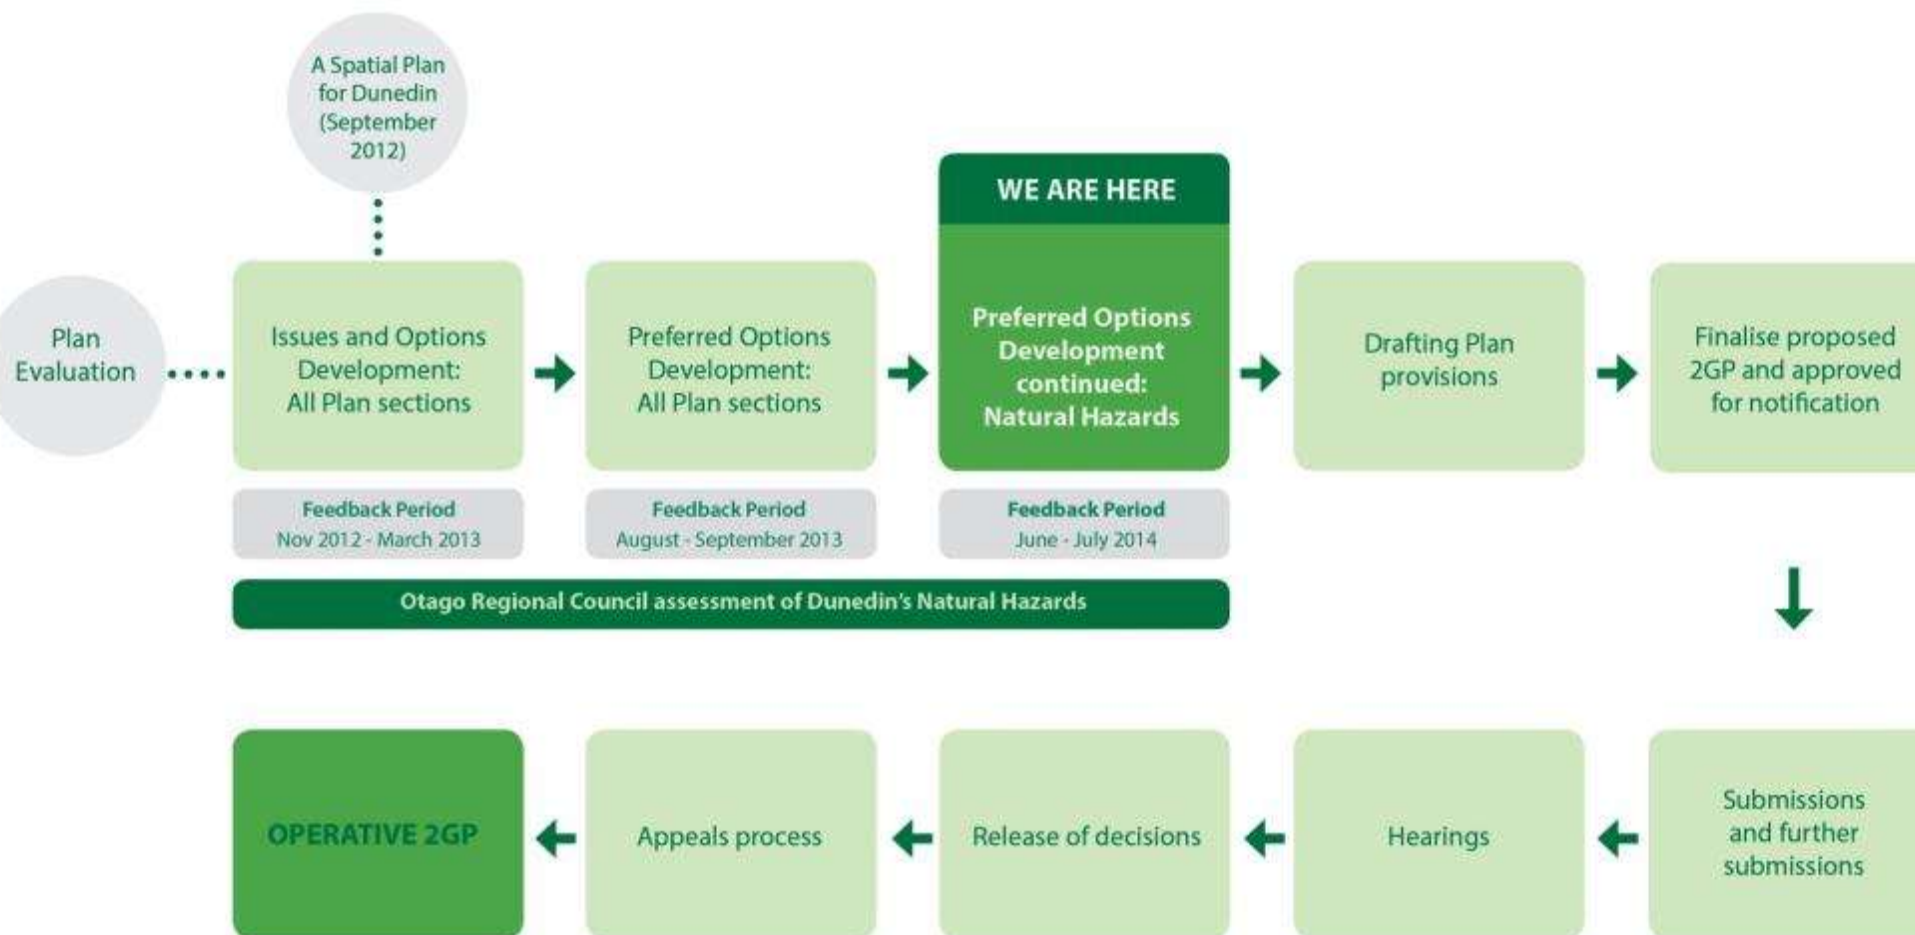 A Spatial Plan
for Dunedin
(September
2012)
Plan
Evaluation
Issues and Options
Development:
All Plan sections
Feedback Period
Nov 2012 - March 2013
Preferred Options
Development:
All Plan sections
Feedback Period
August - September 2013
WE ARE HERE
Preferred Options
Development
continued:
Natural Hazards
Feedback Period
June - July 2014
Otago Regional Council assessment of Dunedin's Natural Hazards
Drafting Plan
provisions
Finalise proposed
2GP and approved
for notification
Submissions
and further
submissions
Hearings
Release of decisions
Appeals process
OPERATIVE 2GP